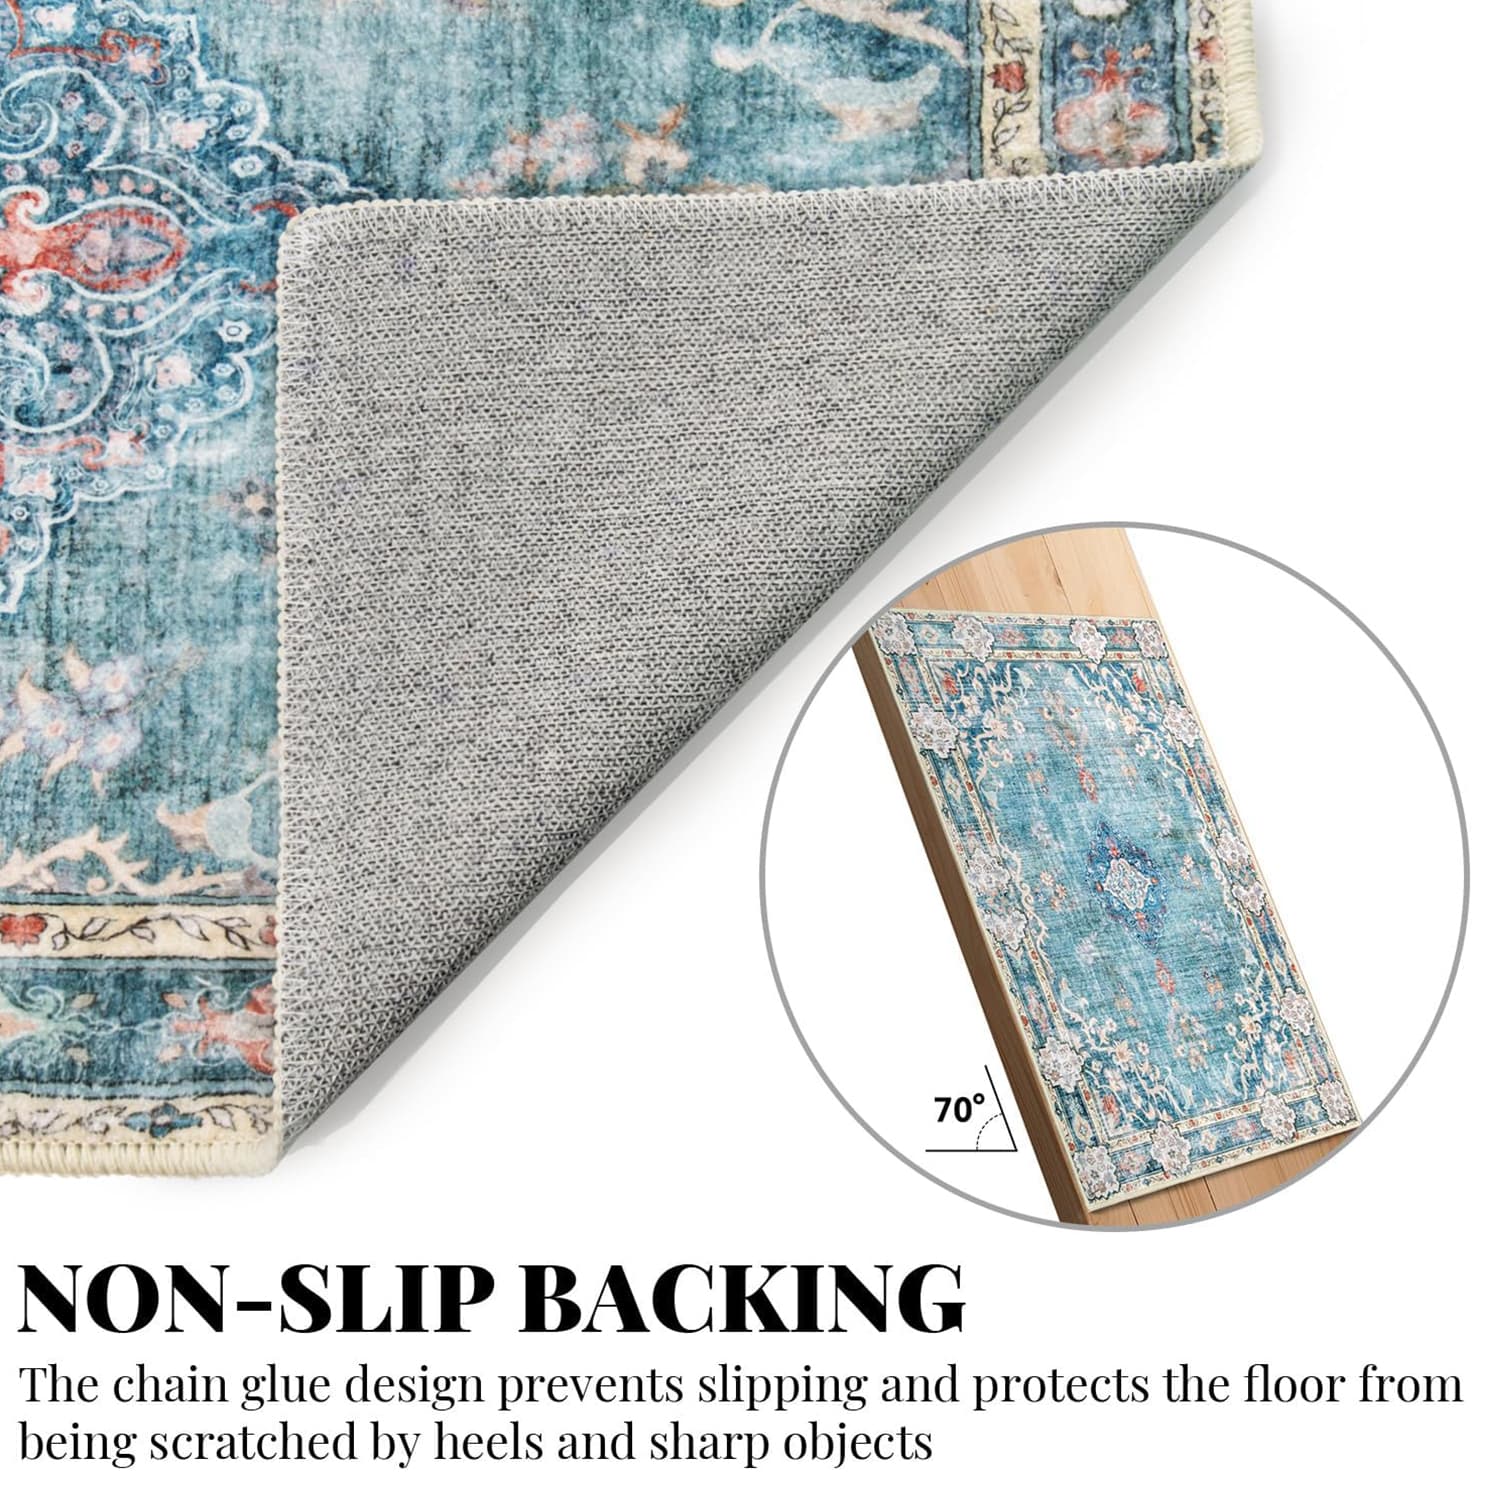 70°
NON-SLIP BACKING
The chain glue design prevents slipping and protects the floor from
being scratched by heels and sharp objects